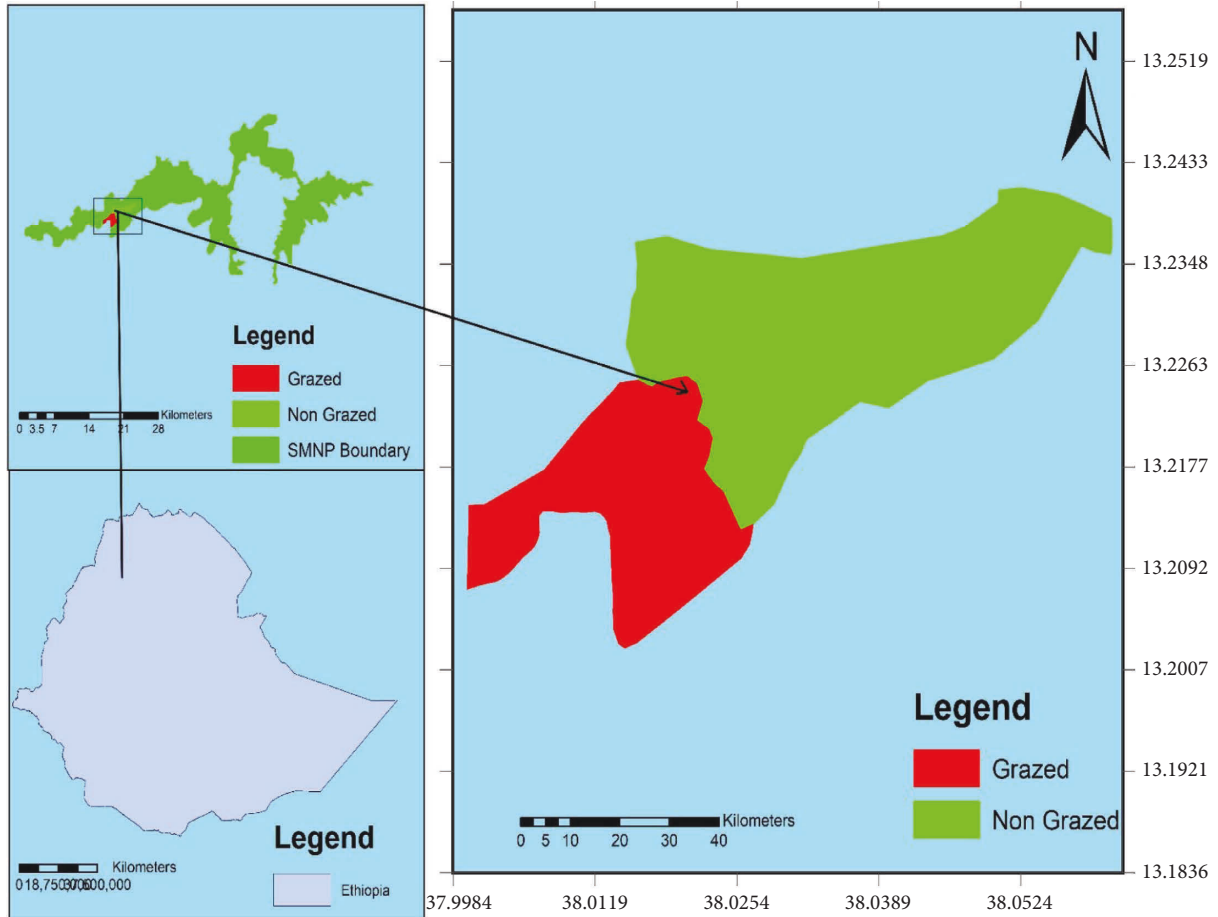 Legend
Grazed
Non Grazed
SMNP Boundary
Kilometers
0 3.5 7 14 21 28
Legend
Ethiopia
Kilometers
N
Legend
Grazed
Non Grazed
Kilometers
0 5 10 20 30 40
13.2519
13.2433
13.2348
13.2263
13.2177
13.2092
13.2007
13.1921
13.1836
37.9984 38.0119 38.0254 38.0389 38.0524